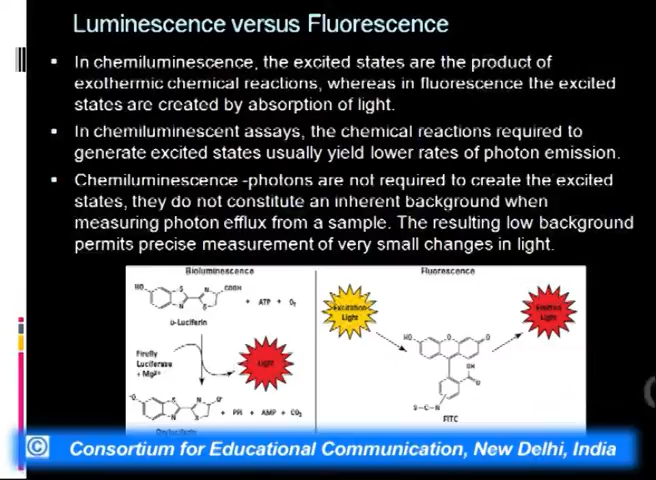 Luminescence versus Fluorescence
▪ In chemiluminescence, the excited states are the product of
exothermic chemical reactions, whereas in fluorescence the excited
states are created by absorption of light.
▪ In chemiluminescent assays, the chemical reactions required to
generate excited states usually yield lower rates of photon emission.
▪ Chemiluminescence -photons are not required to create the excited
states, they do not constitute an inherent background when
measuring photon efflux from a sample. The resulting low background
permits precise measurement of very small changes in light.
Bioluminescence
HO
S
N
N
S
COOH
+ ATP + O₂
D-Luciferin
Firefly
Luciferase
+ Mg²⁺
Light
⁻O
S
N
N
S
O⁻
+ PPi + AMP + CO₂
Oxyluciferin
Fluorescence
Excitation
Light
Emitted
Light
HO
O
O
OH
O
S=C=N
FITC
© Consortium for Educational Communication, New Delhi, India